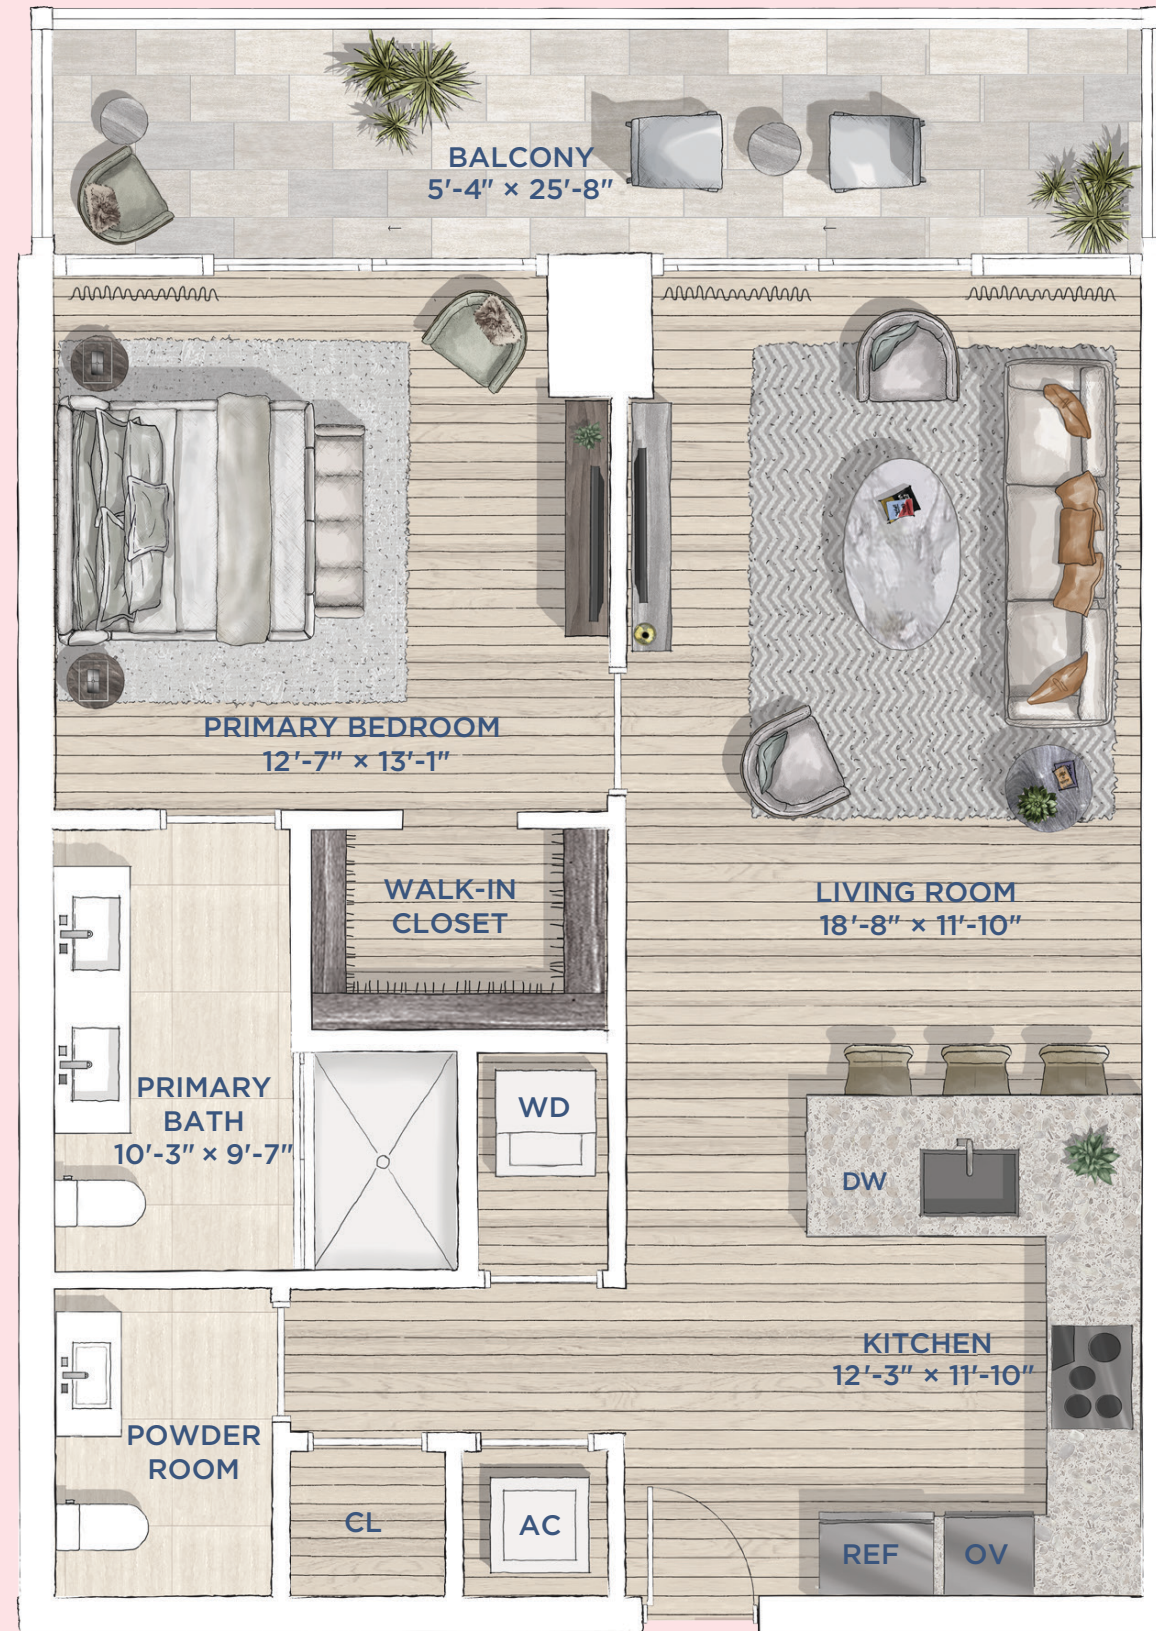 BALCONY
5'-4" × 25'-8"
PRIMARY BEDROOM
12'-7" × 13'-1"
WALK-IN
CLOSET
LIVING ROOM
18'-8" × 11'-10"
PRIMARY
BATH
10'-3" × 9'-7"
WD
DW
KITCHEN
12'-3" × 11'-10"
POWDER
ROOM
CL
AC
REF
OV